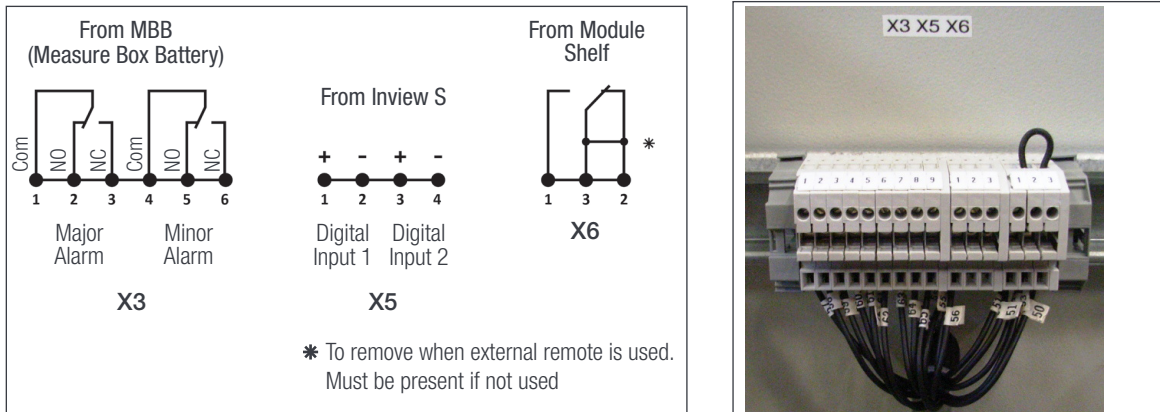 From MBB
(Measure Box Battery)
Com NO NC Com NO NC
1 2 3 4 5 6
Major
Alarm
Minor
Alarm
X3
From Inview S
+ - + -
1 2 3 4
Digital
Input 1
Digital
Input 2
X5
From Module
Shelf
*
1 3 2
X6
* To remove when external remote is used.
Must be present if not used
X3 X5 X6
1 2 3 4 5 6 7 8 9 1 2 3 1 2 3
56 51 50